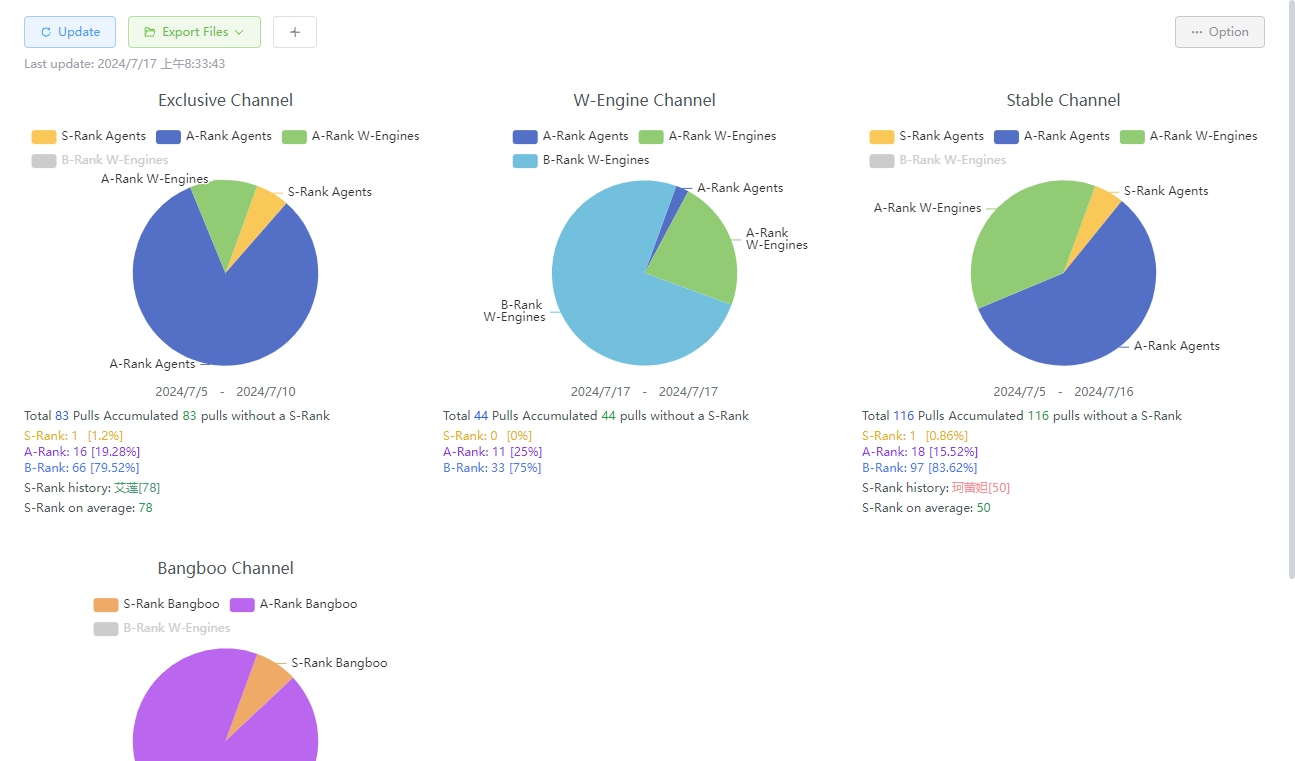 Update
Export Files
+
Option
Last update: 2024/7/17 上午8:33:43
Exclusive Channel
S-Rank Agents A-Rank Agents A-Rank W-Engines
B-Rank W-Engines
A-Rank W-Engines
S-Rank Agents
A-Rank Agents
2024/7/5 - 2024/7/10
Total 83 Pulls Accumulated 83 pulls without a S-Rank
S-Rank: 1 [1.2%]
A-Rank: 16 [19.28%]
B-Rank: 66 [79.52%]
S-Rank history: 艾莲[78]
S-Rank on average: 78
W-Engine Channel
A-Rank Agents A-Rank W-Engines
B-Rank W-Engines
A-Rank Agents
A-Rank
W-Engines
B-Rank
W-Engines
2024/7/17 - 2024/7/17
Total 44 Pulls Accumulated 44 pulls without a S-Rank
S-Rank: 0 [0%]
A-Rank: 11 [25%]
B-Rank: 33 [75%]
Stable Channel
S-Rank Agents A-Rank Agents A-Rank W-Engines
B-Rank W-Engines
S-Rank Agents
A-Rank W-Engines
A-Rank Agents
2024/7/5 - 2024/7/16
Total 116 Pulls Accumulated 116 pulls without a S-Rank
S-Rank: 1 [0.86%]
A-Rank: 18 [15.52%]
B-Rank: 97 [83.62%]
S-Rank history: 珂蕾妲[50]
S-Rank on average: 50
Bangboo Channel
S-Rank Bangboo A-Rank Bangboo
B-Rank W-Engines
S-Rank Bangboo